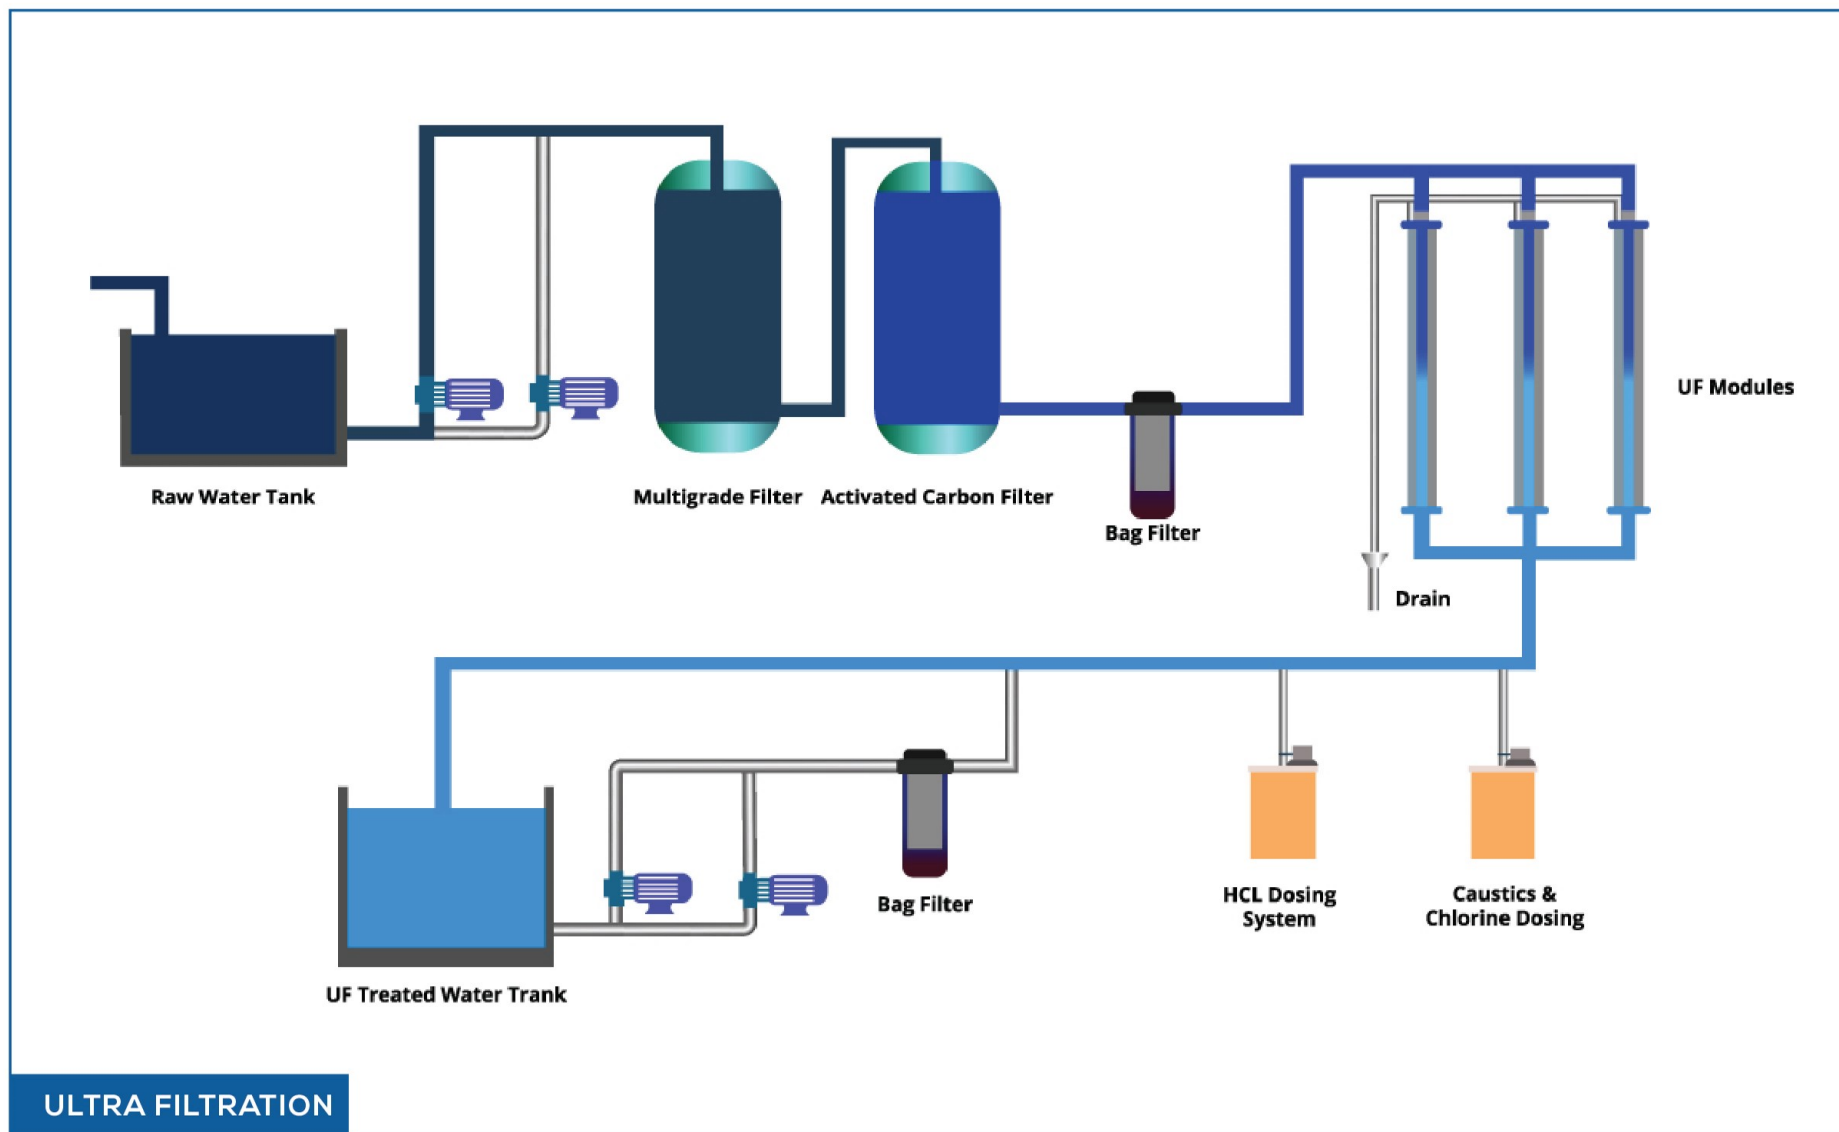 UF Modules
Raw Water Tank
Multigrade Filter
Activated Carbon Filter
Bag Filter
Drain
Bag Filter
HCL Dosing
System
Caustics &
Chlorine Dosing
UF Treated Water Trank
ULTRA FILTRATION